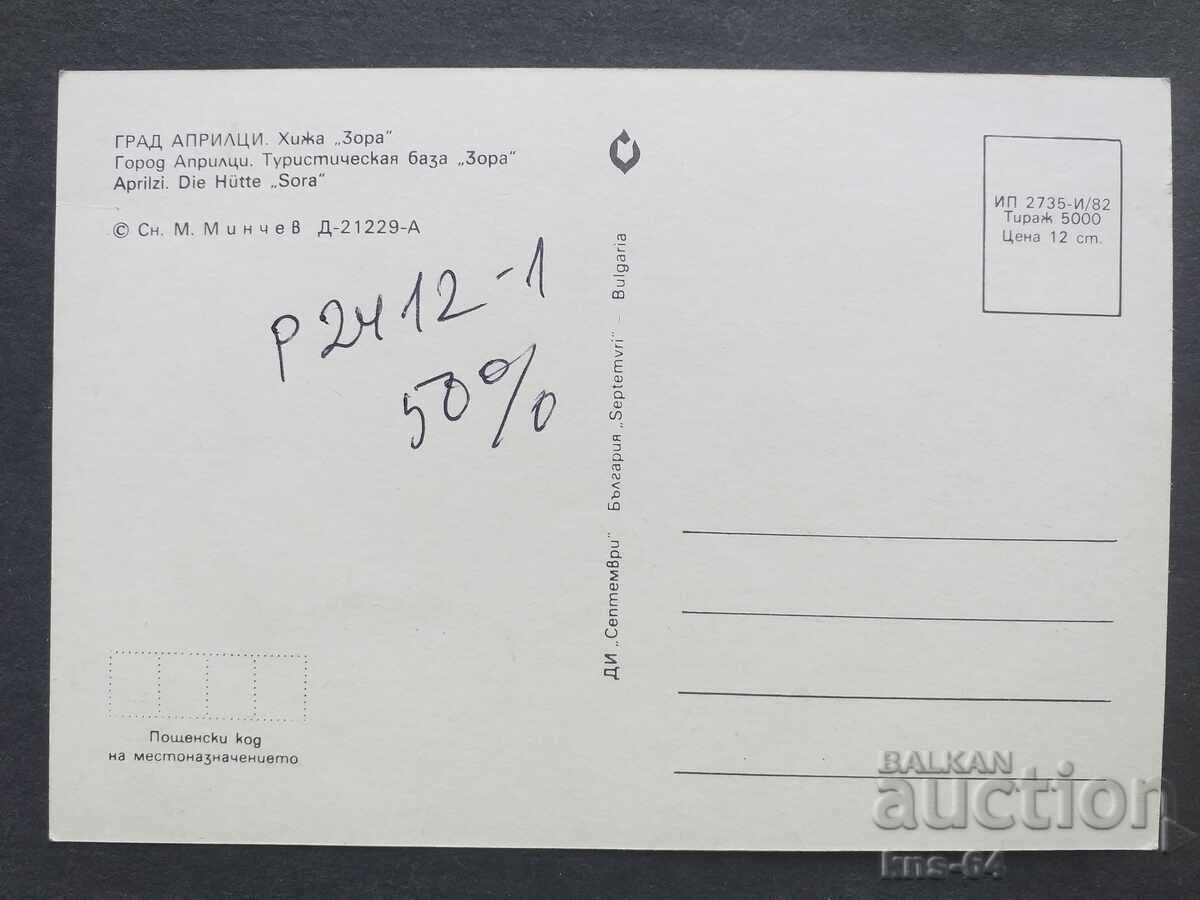 ГРАД АПРИЛЦИ. Хижа „Зора"
Город Априлци. Туристическая база „Зора"
Aprilzi. Die Hütte „Sora"
© Сн. М. Минчев Д-21229-А
Р2412-1
50%
Пощенски код
на местоназначението
ДИ „Септември" България „Septemvri" – Bulgaria
ИП 2735-И/82
Тираж 5000
Цена 12 ст.
BALKAN
auction
kns-64